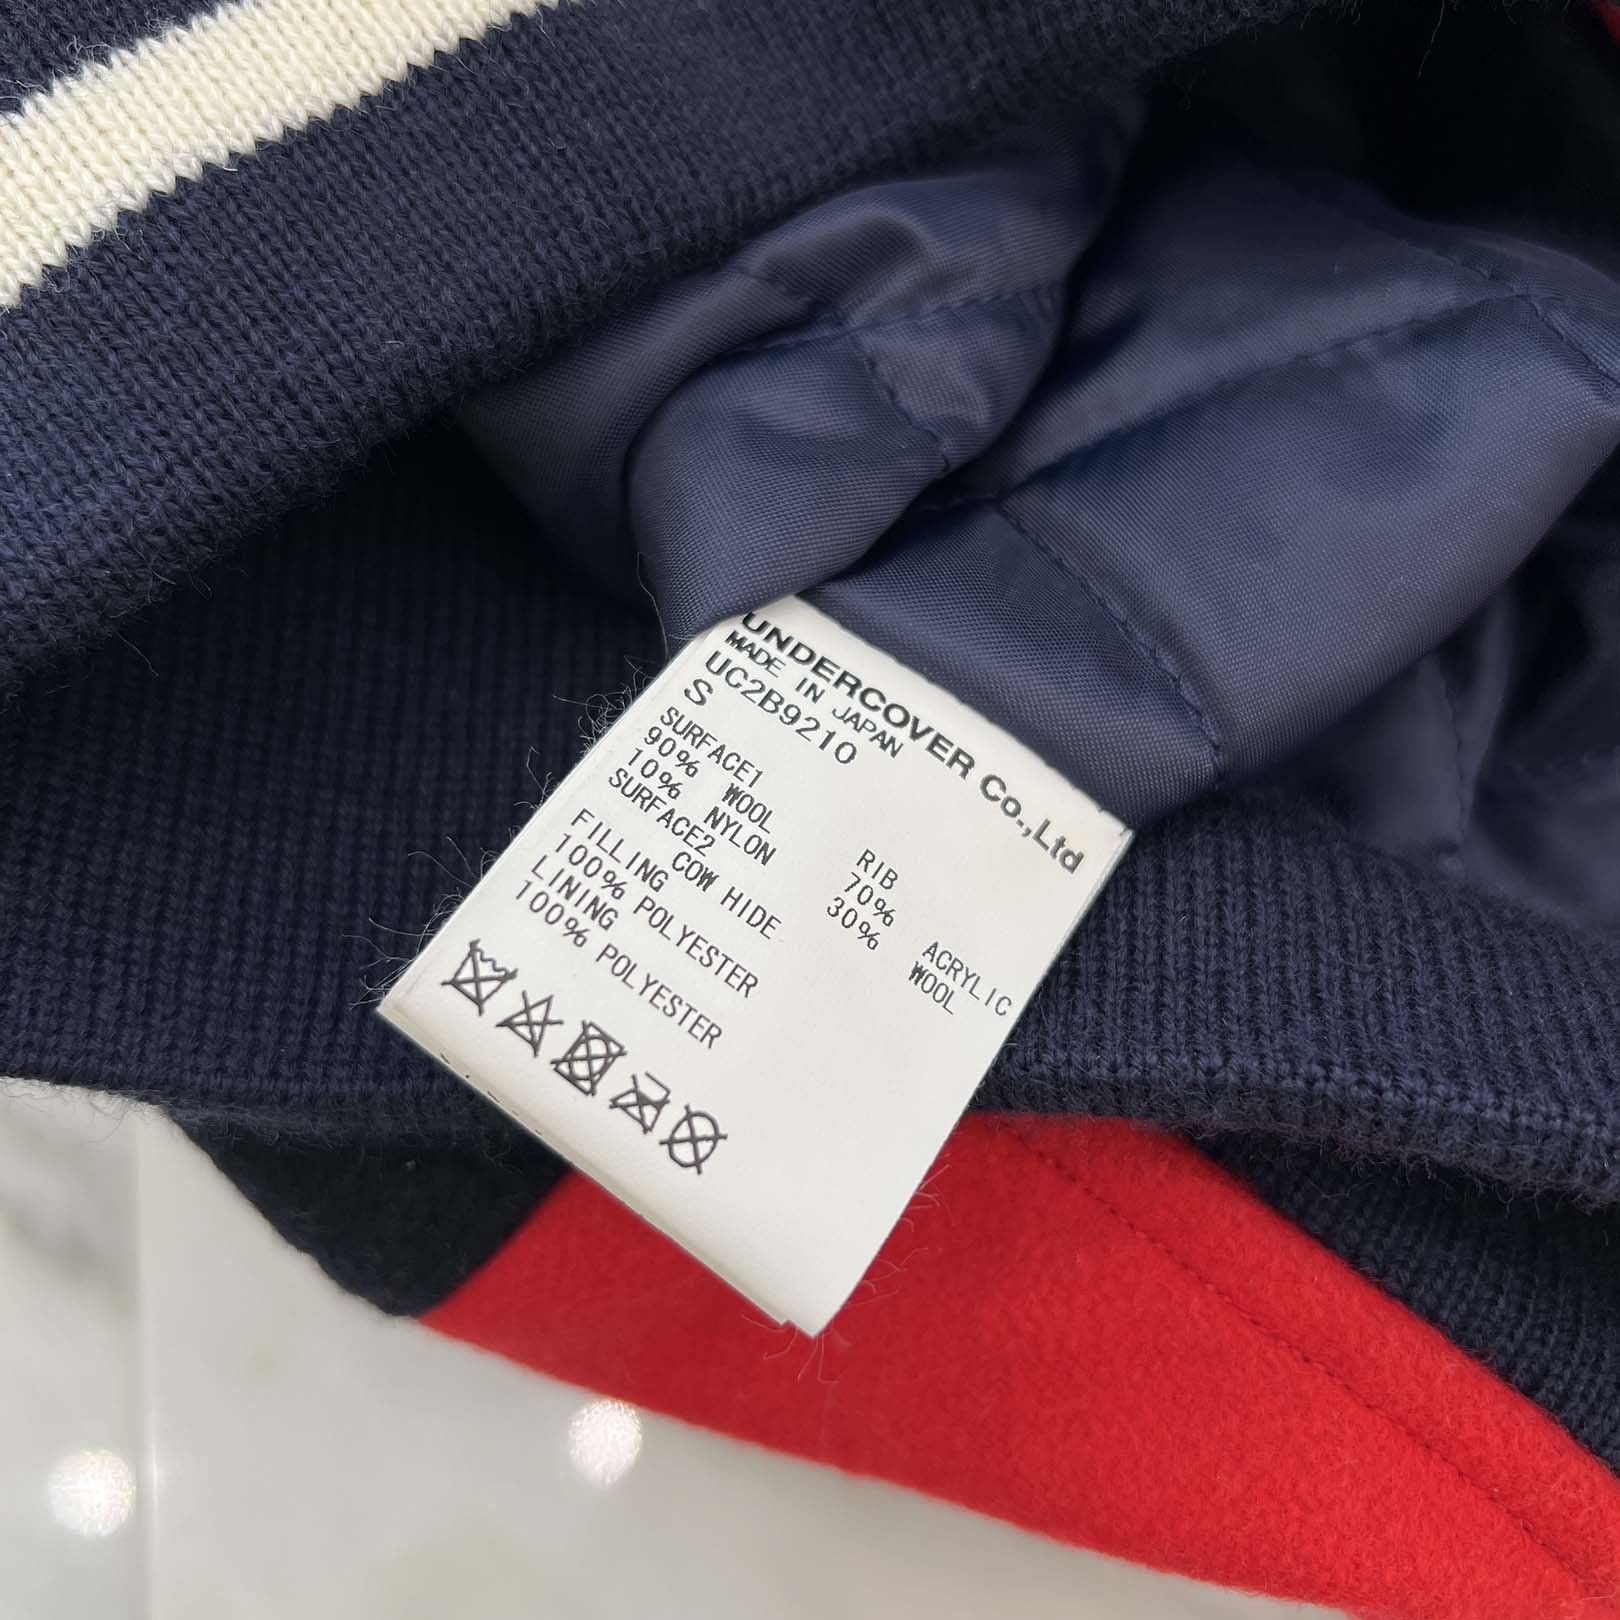 UNDERCOVER Co.,Ltd
MADE IN JAPAN
UC2B9210
S
SURFACE1
90% WOOL
10% NYLON
SURFACE2
COW HIDE
FILLING
100% POLYESTER
LINING
100% POLYESTER
RIB
70% ACRYLIC
30% WOOL